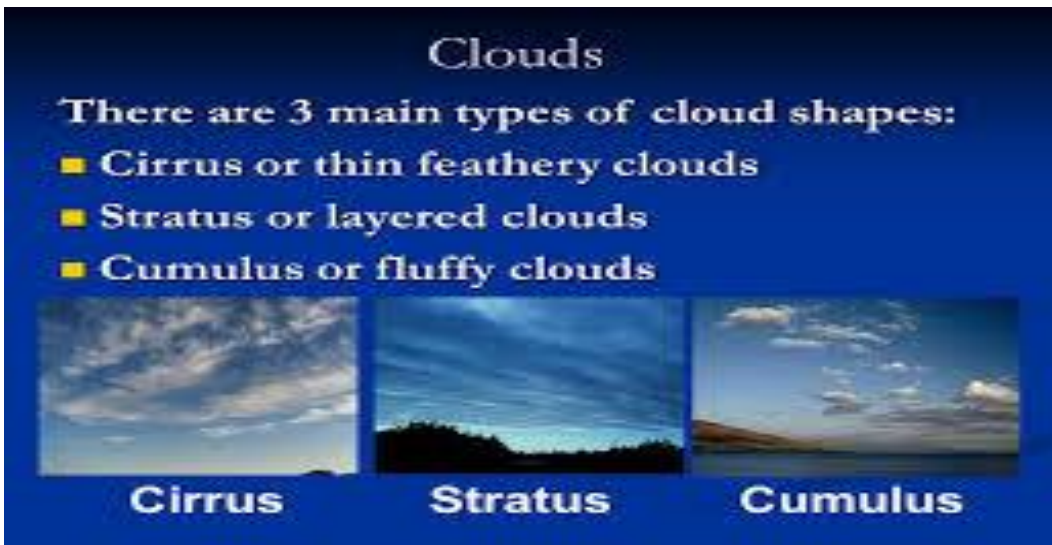 Clouds
There are 3 main types of cloud shapes:
Cirrus or thin feathery clouds
Stratus or layered clouds
Cumulus or fluffy clouds
Cirrus Stratus Cumulus